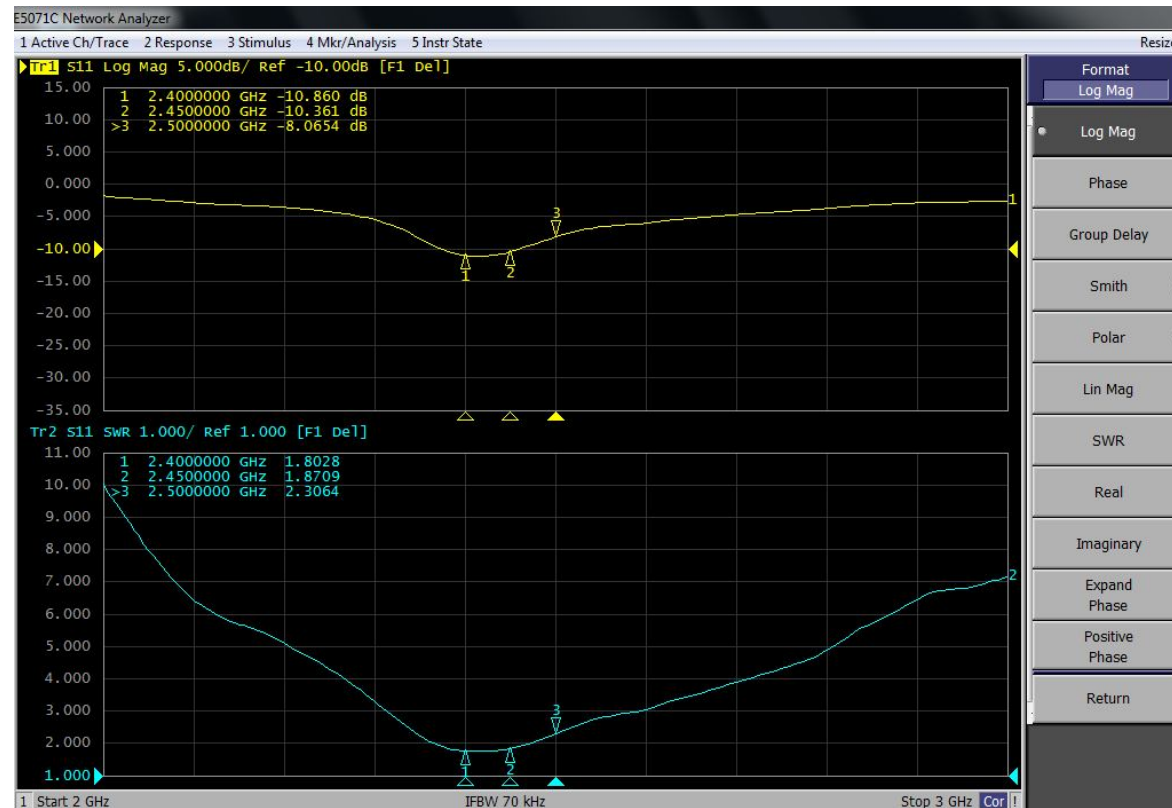 E5071C Network Analyzer
1 Active Ch/Trace 2 Response 3 Stimulus 4 Mkr/Analysis 5 Instr State
Resize
Tr1 S11 Log Mag 5.000dB/ Ref -10.00dB [F1 Del]
15.00
1 2.4000000 GHz -10.860 dB
2 2.4500000 GHz -10.361 dB
>3 2.5000000 GHz -8.0654 dB
10.00
5.000
0.000
-5.000
-10.00
-15.00
-20.00
-25.00
-30.00
-35.00
1
3
1
2
Tr2 S11 SWR 1.000/ Ref 1.000 [F1 Del]
11.00
1 2.4000000 GHz 1.8028
2 2.4500000 GHz 1.8709
>3 2.5000000 GHz 2.3064
10.00
9.000
8.000
7.000
6.000
5.000
4.000
3.000
2.000
1.000
2
3
1
2
1 Start 2 GHz
IFBW 70 kHz
Stop 3 GHz Cor !
Format
Log Mag
Log Mag
Phase
Group Delay
Smith
Polar
Lin Mag
SWR
Real
Imaginary
Expand
Phase
Positive
Phase
Return